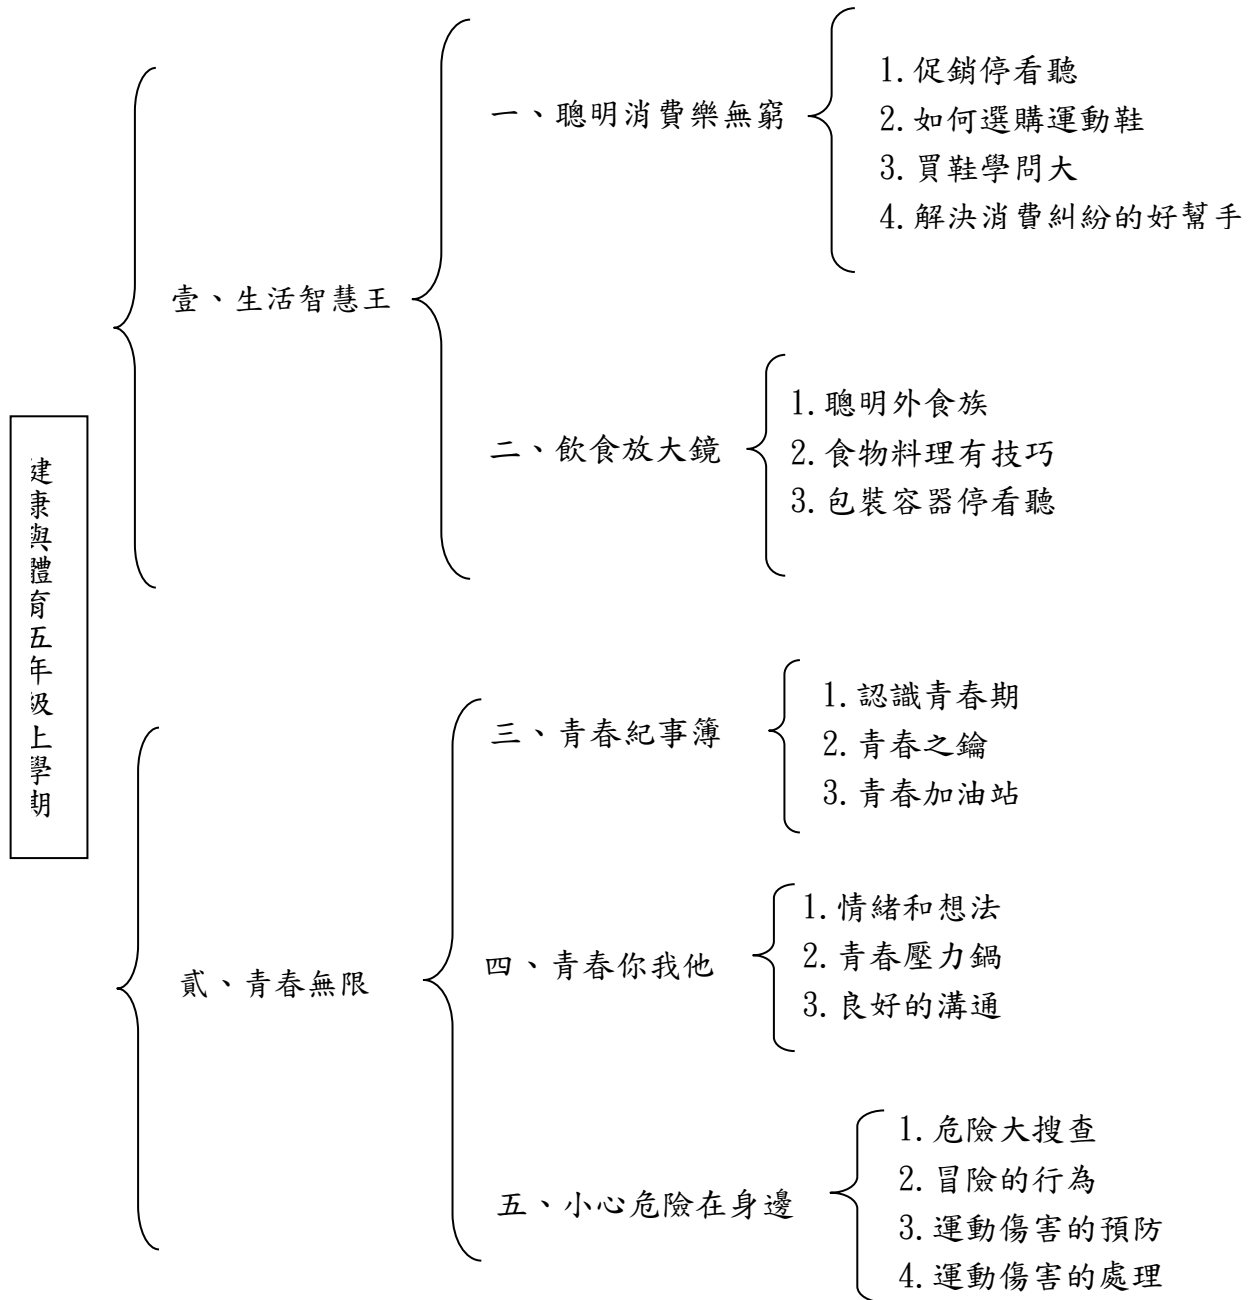 健康與體育五年級上學期
壹、生活智慧王
一、聰明消費樂無窮
1.促銷停看聽
2.如何選購運動鞋
3.買鞋學問大
4.解決消費糾紛的好幫手
二、飲食放大鏡
1.聰明外食族
2.食物料理有技巧
3.包裝容器停看聽
貳、青春無限
三、青春紀事簿
1.認識青春期
2.青春之鑰
3.青春加油站
四、青春你我他
1.情緒和想法
2.青春壓力鍋
3.良好的溝通
五、小心危險在身邊
1.危險大搜查
2.冒險的行為
3.運動傷害的預防
4.運動傷害的處理